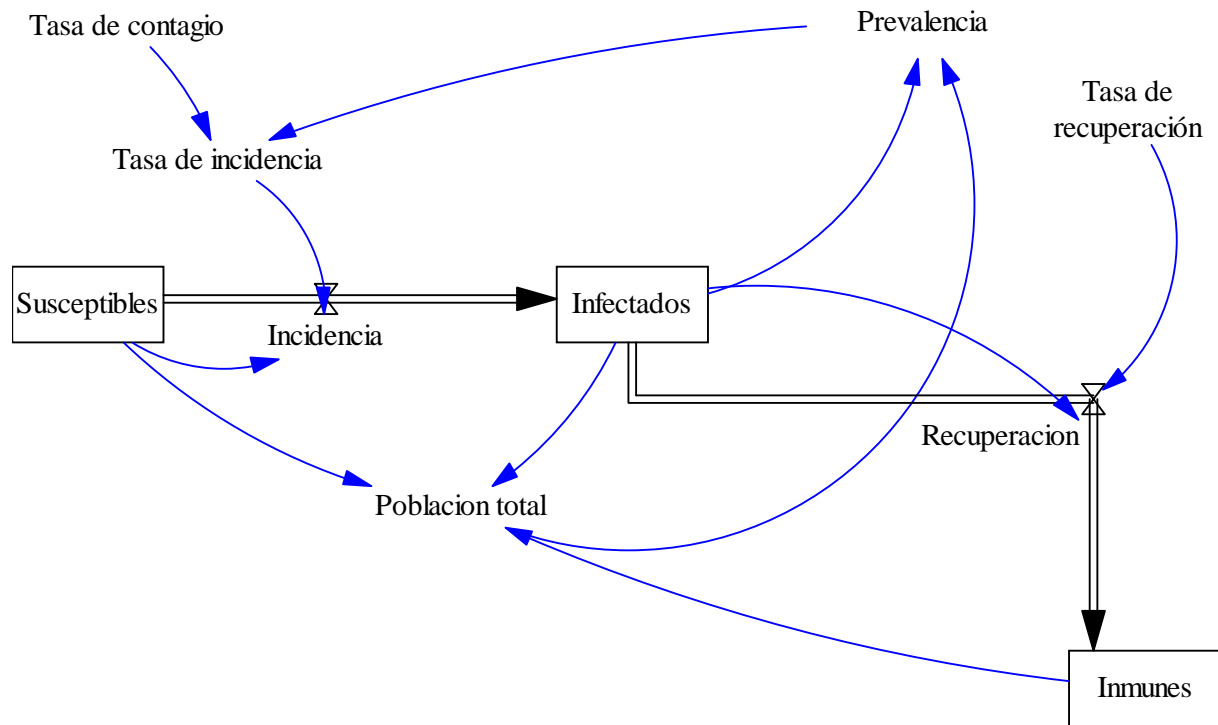 Tasa de contagio
Prevalencia
Tasa de
recuperación
Tasa de incidencia
Susceptibles
Infectados
Incidencia
Recuperacion
Poblacion total
Inmunes